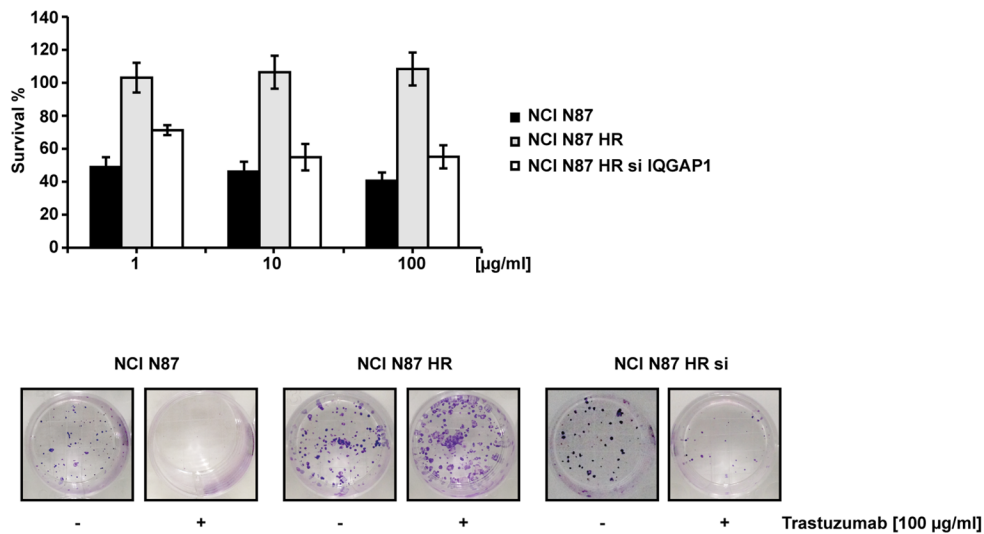 140
120
100
80
60
40
20
0
Survival %
1 10 100 [µg/ml]
NCI N87
NCI N87 HR
NCI N87 HR si IQGAP1
NCI N87 NCI N87 HR NCI N87 HR si
- + - + - + Trastuzumab [100 µg/ml]